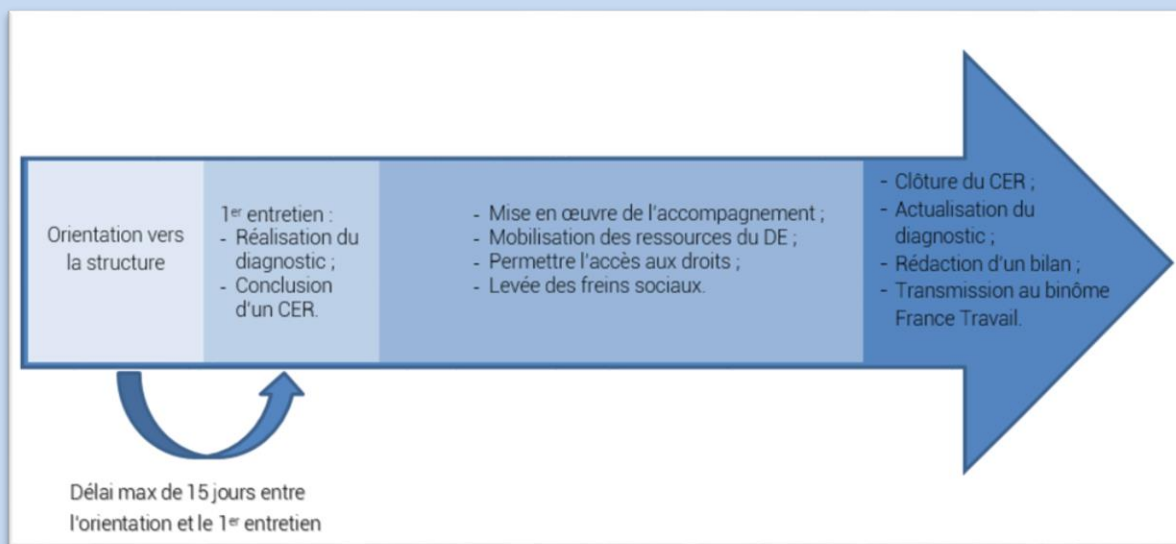 Orientation vers
la structure
1er entretien :
- Réalisation du
diagnostic ;
- Conclusion
d'un CER.
- Mise en œuvre de l'accompagnement ;
- Mobilisation des ressources du DE ;
- Permettre l'accès aux droits ;
- Levée des freins sociaux.
- Clôture du CER ;
- Actualisation du
diagnostic ;
- Rédaction d'un bilan ;
- Transmission au binôme
France Travail.
Délai max de 15 jours entre
l'orientation et le 1er entretien